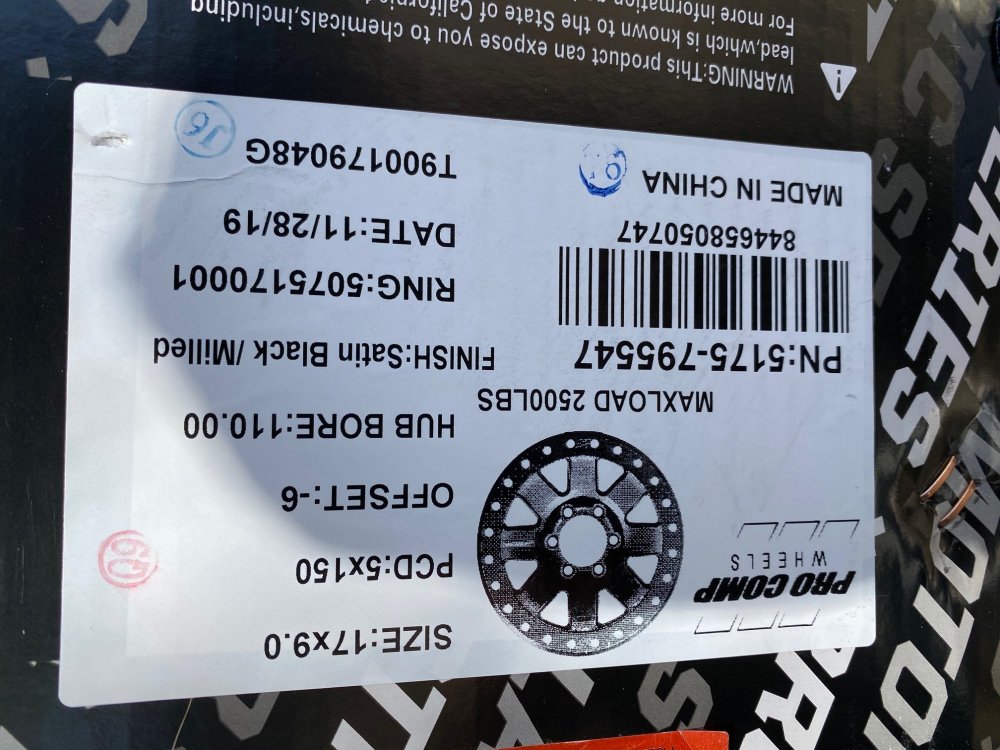 PRO COMP
WHEELS
MAXLOAD 2500LBS
PN:5175-795547
844658050747
MADE IN CHINA
SIZE:17x9.0
PCD:5x150
OFFSET:-6
HUB BORE:110.00
FINISH:Satin Black /Milled
RING:5075170001
DATE:11/28/19
T900179048G
J6
WARNING:This product can expose you to chemicals,including
lead,which is known to the State of California
For more information